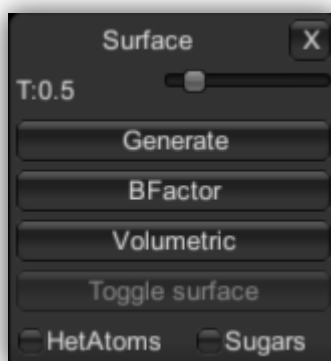 Surface X
T:0.5
Generate
BFactor
Volumetric
Toggle surface
HetAtoms Sugars